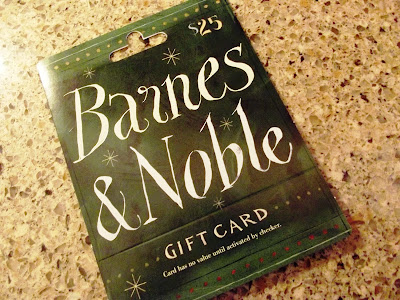 $25
Barnes
& Noble
GIFT CARD
Card has no value until activated by checker.